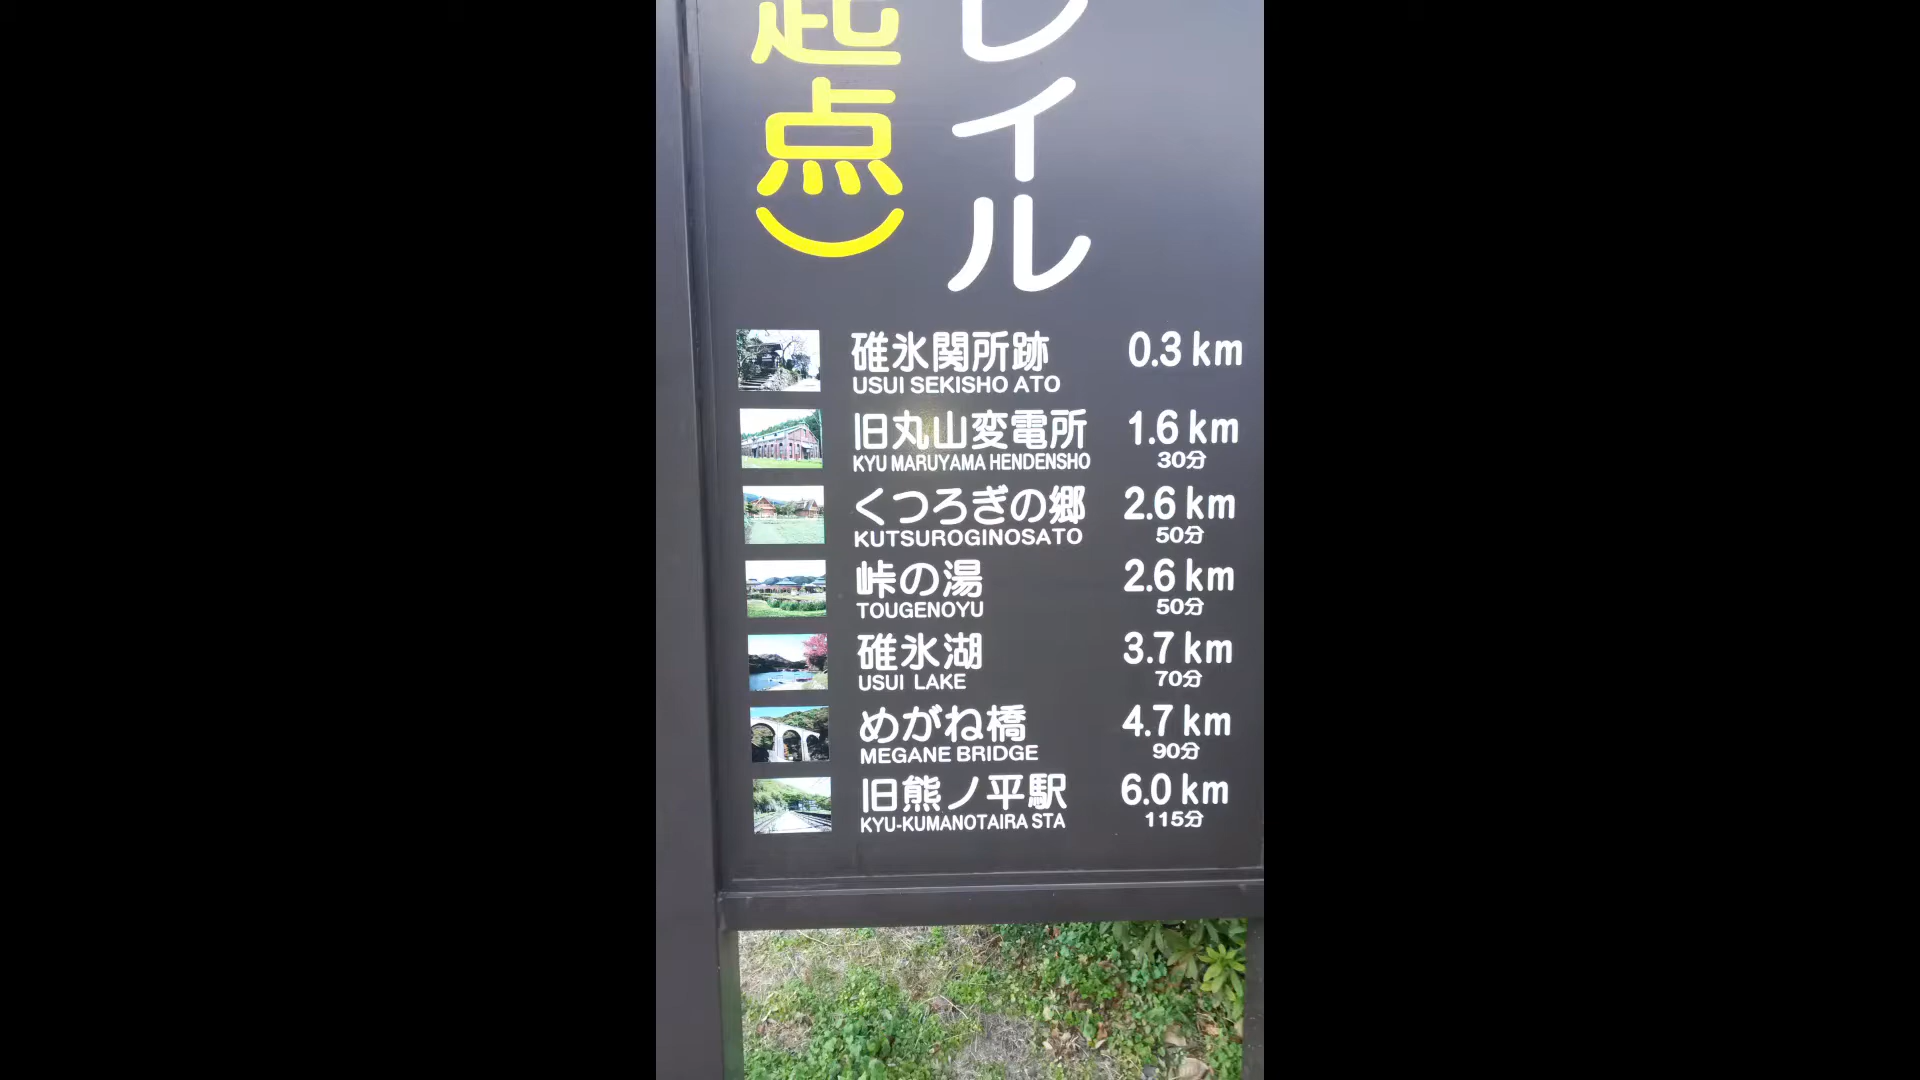 レイル
起点
碓氷関所跡 0.3 km
USUI SEKISHO ATO
旧丸山変電所 1.6 km
KYU MARUYAMA HENDENSHO 30分
くつろぎの郷 2.6 km
KUTSUROGINOSATO 50分
峠の湯 2.6 km
TOUGENOYU 50分
碓氷湖 3.7 km
USUI LAKE 70分
めがね橋 4.7 km
MEGANE BRIDGE 90分
旧熊ノ平駅 6.0 km
KYU-KUMANOTAIRA STA 115分